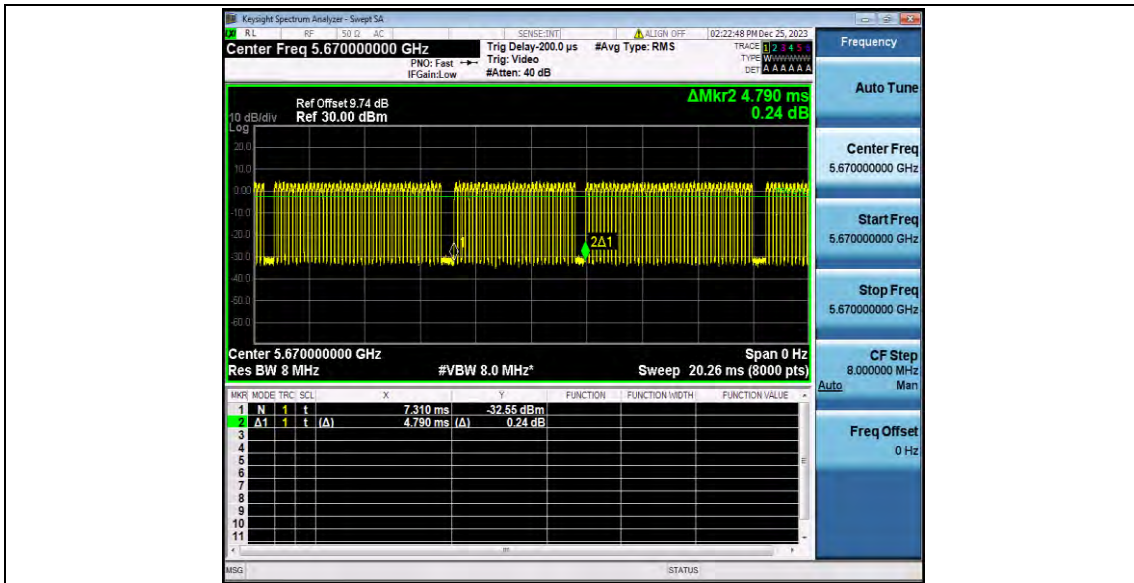 Keysight Spectrum Analyzer - Swept SA
RL RF 50 Ω AC SENSE:INT ALIGN OFF 02:22:48 PM Dec 25, 2023
Center Freq 5.670000000 GHz
PNO: Fast
IFGain:Low
Trig Delay-200.0 µs
Trig: Video
#Atten: 40 dB
#Avg Type: RMS
TRACE 1 2 3 4 5 6
TYPE WWWWWW
DET A A A A A A
Frequency
ΔMkr2 4.790 ms
0.24 dB
Ref Offset 9.74 dB
10 dB/div Ref 30.00 dBm
Log
20.0
10.0
0.00
-10.0
-20.0
-30.0
-40.0
-50.0
-60.0
1
2Δ1
Center 5.670000000 GHz Span 0 Hz
Res BW 8 MHz #VBW 8.0 MHz* Sweep 20.26 ms (8000 pts)
MKR MODE TRC SCL X Y FUNCTION FUNCTION WIDTH FUNCTION VALUE
1 N 1 t 7.310 ms -32.55 dBm
2 Δ1 1 t (Δ) 4.790 ms (Δ) 0.24 dB
3
4
5
6
7
8
9
10
11
Auto Tune
Center Freq
5.670000000 GHz
Start Freq
5.670000000 GHz
Stop Freq
5.670000000 GHz
CF Step
8.000000 MHz
Auto Man
Freq Offset
0 Hz
MSG STATUS